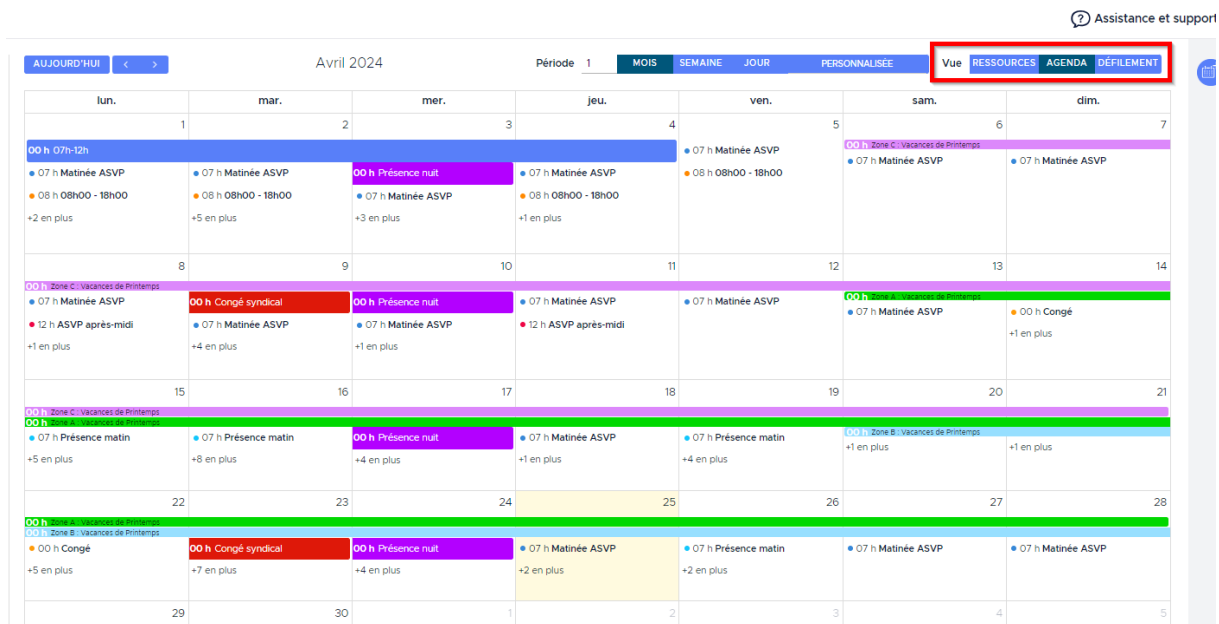 Assistance et support
AUJOURD'HUI < > Avril 2024 Période 1 MOIS SEMAINE JOUR PERSONNALISÉE Vue RESSOURCES AGENDA DÉFILEMENT
lun. mar. mer. jeu. ven. sam. dim.
1 2 3 4 5 6 7
00 h 07h-12h
00 h Zone C : Vacances de Printemps
07 h Matinée ASVP
07 h Matinée ASVP 07 h Matinée ASVP
07 h Matinée ASVP 07 h Matinée ASVP 00 h Présence nuit 07 h Matinée ASVP 08 h 08h00 - 18h00
08 h 08h00 - 18h00 08 h 08h00 - 18h00 07 h Matinée ASVP 08 h 08h00 - 18h00
+2 en plus +5 en plus +3 en plus +1 en plus
8 9 10 11 12 13 14
00 h Zone C : Vacances de Printemps
00 h Zone A : Vacances de Printemps
07 h Matinée ASVP 00 h Congé syndical 00 h Présence nuit 07 h Matinée ASVP 07 h Matinée ASVP 07 h Matinée ASVP 00 h Congé
12 h ASVP après-midi 07 h Matinée ASVP 07 h Matinée ASVP 12 h ASVP après-midi +1 en plus
+1 en plus +4 en plus +1 en plus
15 16 17 18 19 20 21
00 h Zone C : Vacances de Printemps
00 h Zone A : Vacances de Printemps
00 h Zone B : Vacances de Printemps
07 h Présence matin 07 h Présence matin 00 h Présence nuit 07 h Matinée ASVP 07 h Présence matin +1 en plus +1 en plus
+5 en plus +8 en plus +4 en plus +1 en plus +4 en plus
22 23 24 25 26 27 28
00 h Zone A : Vacances de Printemps
00 h Zone B : Vacances de Printemps
00 h Congé 00 h Congé syndical 00 h Présence nuit 07 h Matinée ASVP 07 h Présence matin 07 h Matinée ASVP 07 h Matinée ASVP
+5 en plus +7 en plus +4 en plus +2 en plus +2 en plus
29 30 1 2 3 4 5